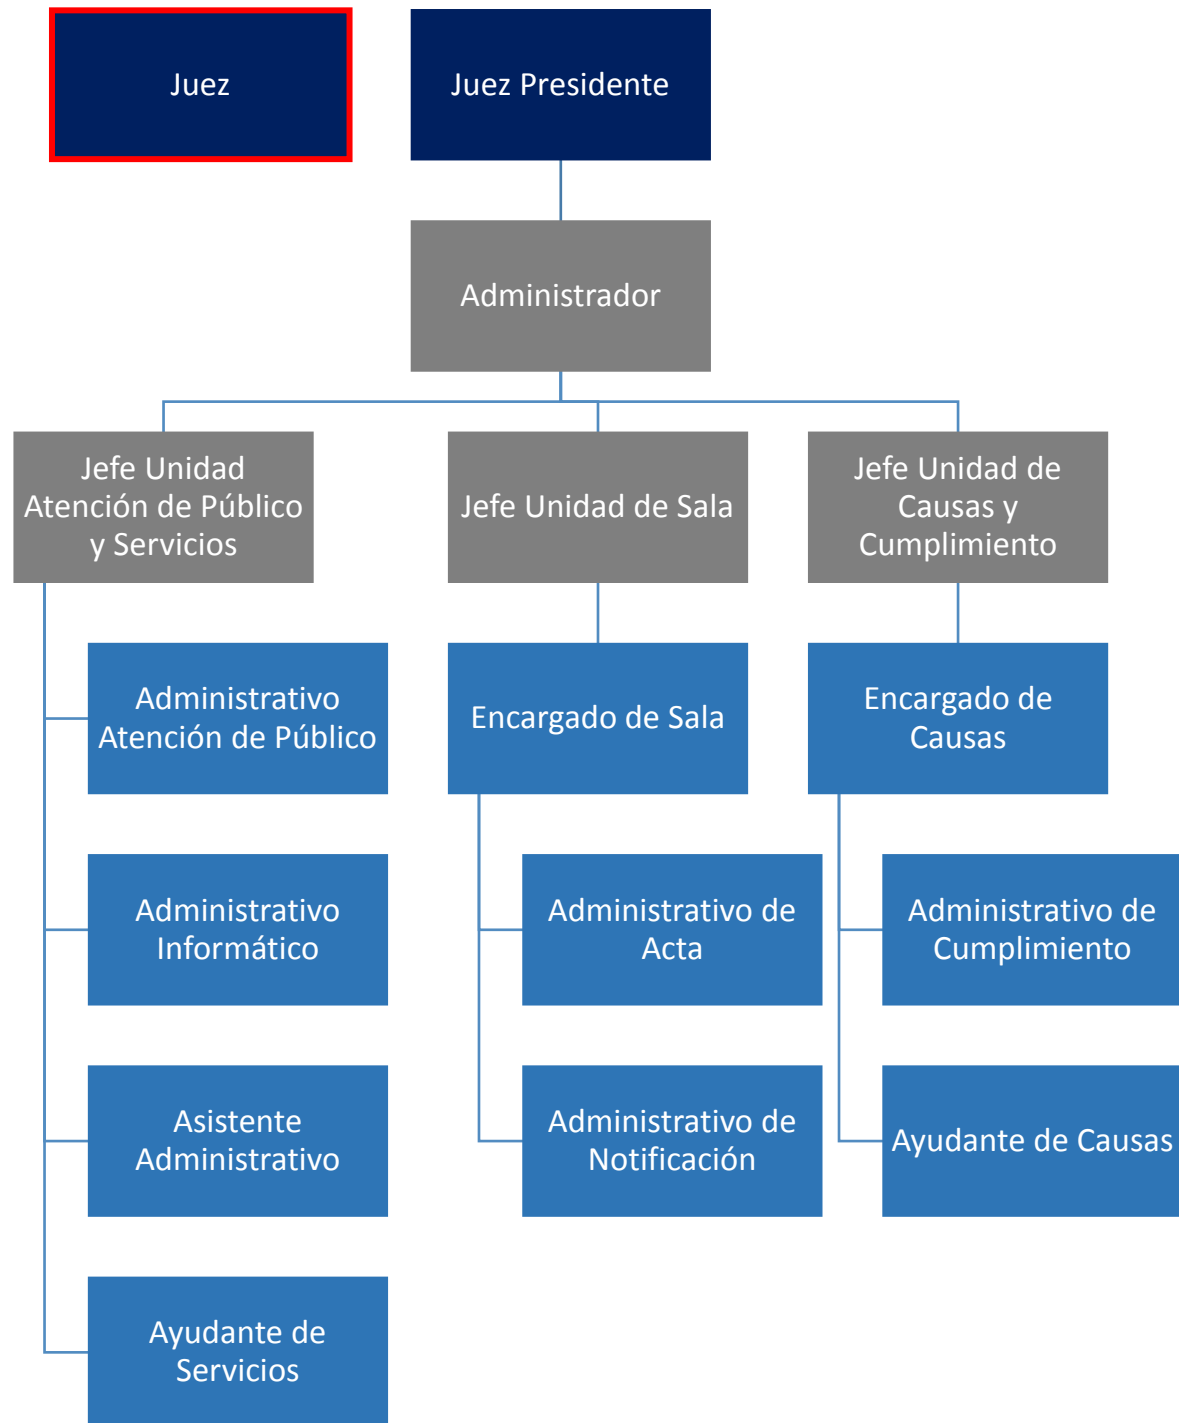 Juez
Juez Presidente
Administrador
Jefe Unidad
Atención de Público
y Servicios
Jefe Unidad de Sala
Jefe Unidad de
Causas y
Cumplimiento
Administrativo
Atención de Público
Encargado de Sala
Encargado de
Causas
Administrativo
Informático
Administrativo de
Acta
Administrativo de
Cumplimiento
Asistente
Administrativo
Administrativo de
Notificación
Ayudante de Causas
Ayudante de
Servicios